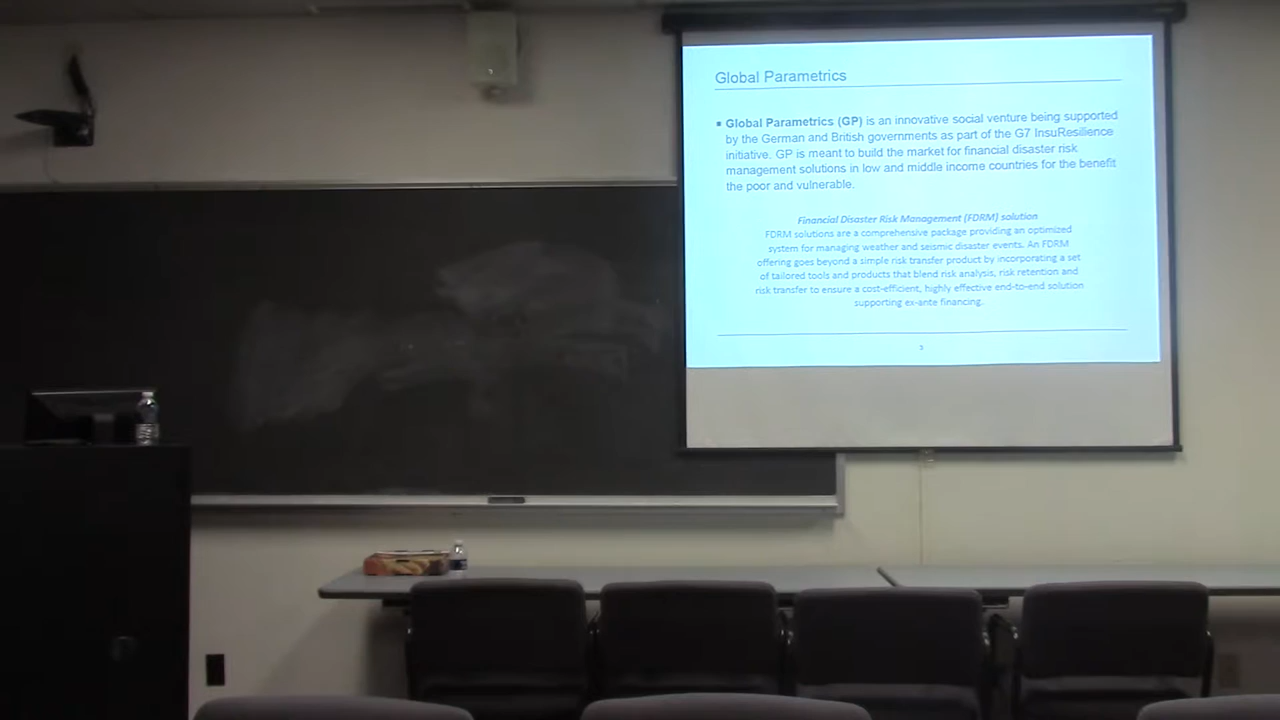 Global Parametrics
▪ Global Parametrics (GP) is an innovative social venture being supported
by the German and British governments as part of the G7 InsuResilience
initiative. GP is meant to build the market for financial disaster risk
management solutions in low and middle income countries for the benefit
the poor and vulnerable.
Financial Disaster Risk Management (FDRM) solution
FDRM solutions are a comprehensive package providing an optimized
system for managing weather and seismic disaster events. An FDRM
offering goes beyond a simple risk transfer product by incorporating a set
of tailored tools and products that blend risk analysis, risk retention and
risk transfer to ensure a cost-efficient, highly effective end-to-end solution
supporting ex-ante financing.
3